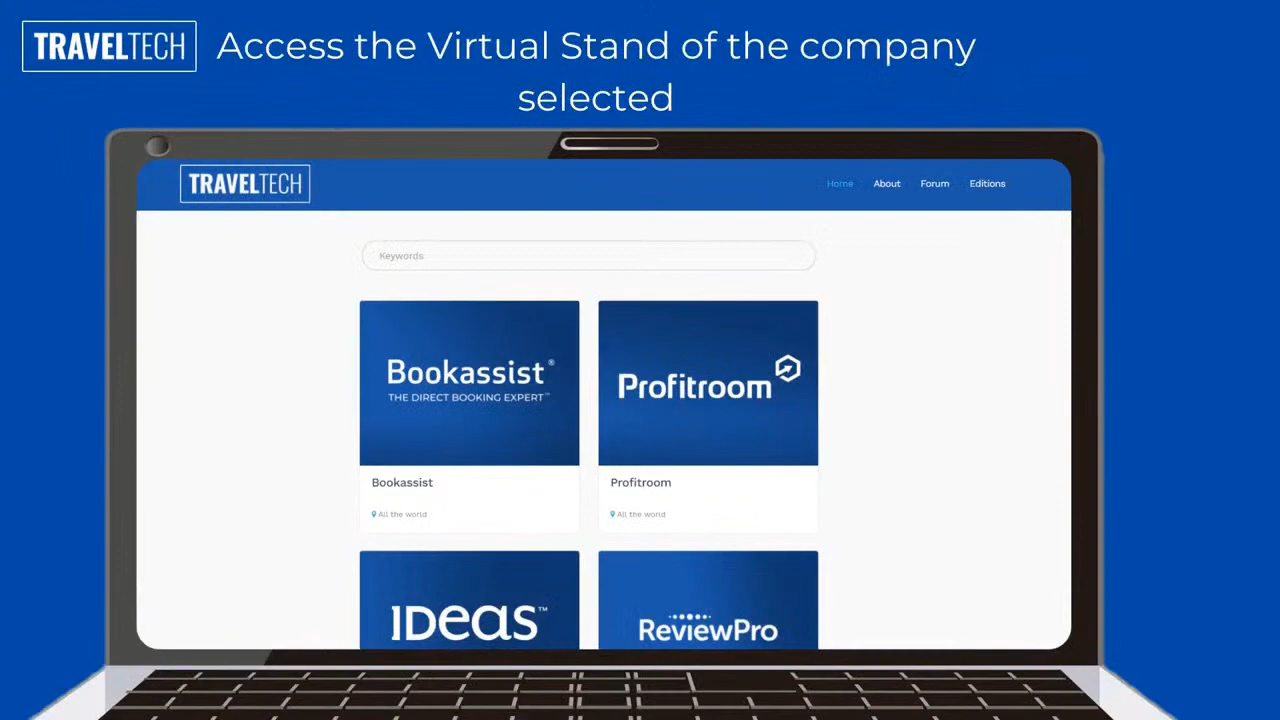 TRAVELTECH
Access the Virtual Stand of the company
selected
TRAVELTECH
Home About Forum Editions
Keywords
Bookassist®
THE DIRECT BOOKING EXPERT™
Profitroom
Bookassist
All the world
Profitroom
All the world
IDeaS™
ReviewPro